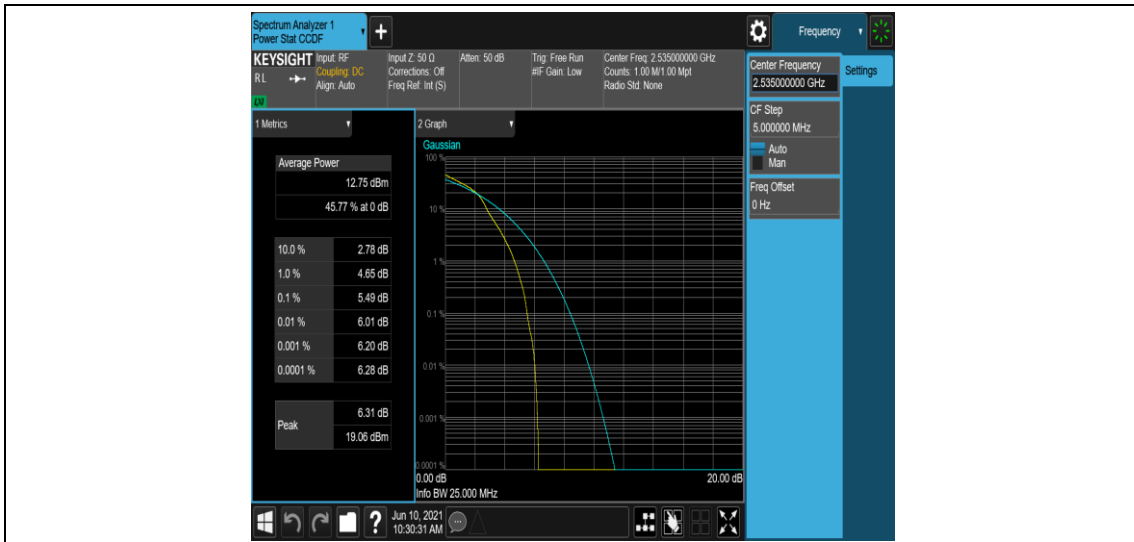 Spectrum Analyzer 1
Power Stat CCDF
Frequency
KEYSIGHT
RL
LXI
Input: RF
Coupling: DC
Align: Auto
Input Z: 50 Ω
Corrections: Off
Freq Ref: Int (S)
Atten: 50 dB
Trig: Free Run
#IF Gain: Low
Center Freq: 2.535000000 GHz
Counts: 1.00 M/1.00 Mpt
Radio Std: None
Center Frequency
2.535000000 GHz
Settings
CF Step
5.000000 MHz
Auto
Man
Freq Offset
0 Hz
1 Metrics
Average Power
12.75 dBm
45.77 % at 0 dB
10.0 % 2.78 dB
1.0 % 4.65 dB
0.1 % 5.49 dB
0.01 % 6.01 dB
0.001 % 6.20 dB
0.0001 % 6.28 dB
Peak
6.31 dB
19.06 dBm
2 Graph
Gaussian
100 %
10 %
1 %
0.1 %
0.01 %
0.001 %
0.0001 %
0.00 dB 20.00 dB
Info BW 25.000 MHz
?
Jun 10, 2021
10:30:31 AM